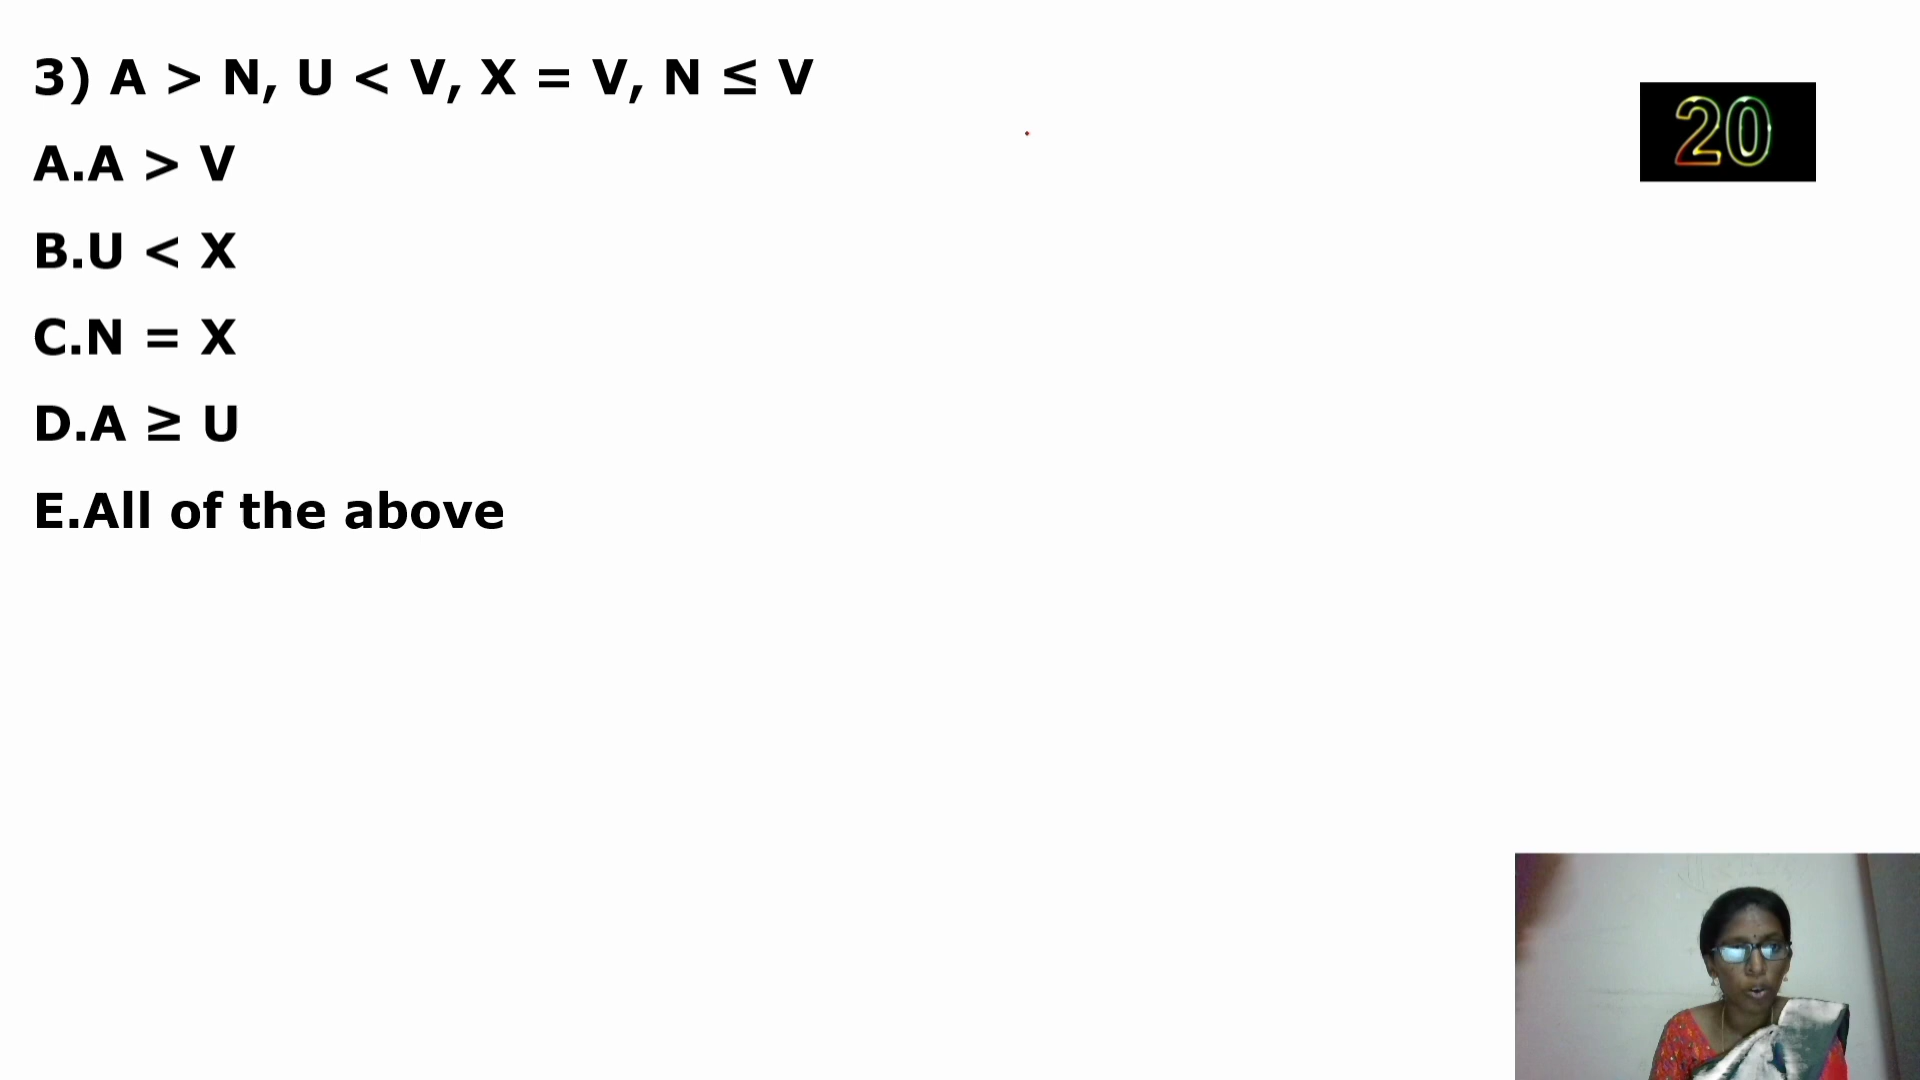 3) A > N, U < V, X = V, N ≤ V
20
A.A > V
B.U < X
C.N = X
D.A ≥ U
E.All of the above